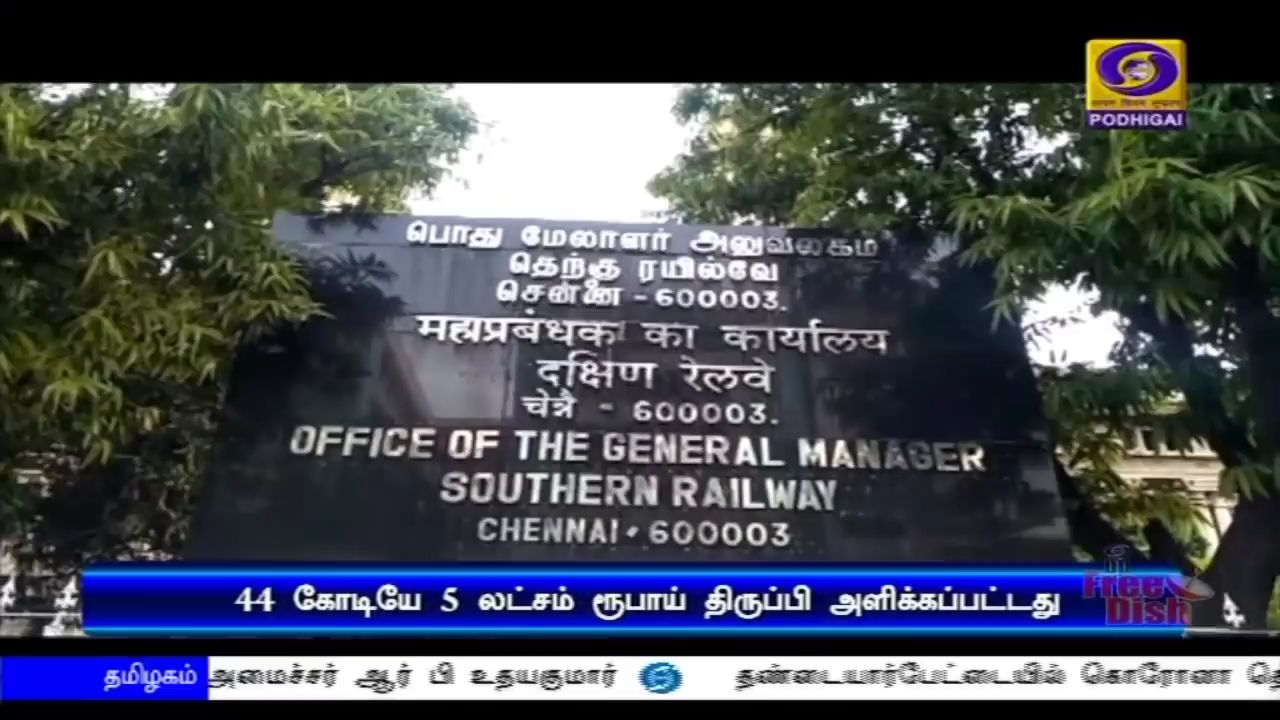 PODHIGAI
பொது மேலாளர் அலுவலகம்
தெற்கு ரயில்வே
சென்னை - 600003.
महाप्रबंधक का कार्यालय
दक्षिण रेलवे
चेन्नै - 600003.
OFFICE OF THE GENERAL MANAGER
SOUTHERN RAILWAY
CHENNAI - 600003
44 கோடியே 5 லட்சம் ரூபாய் திருப்பி அளிக்கப்பட்டது
Free
Dish
தமிழகம் அமைச்சர் ஆர் பி உதயகுமார் தண்டையார்பேட்டையில் கொரோனா